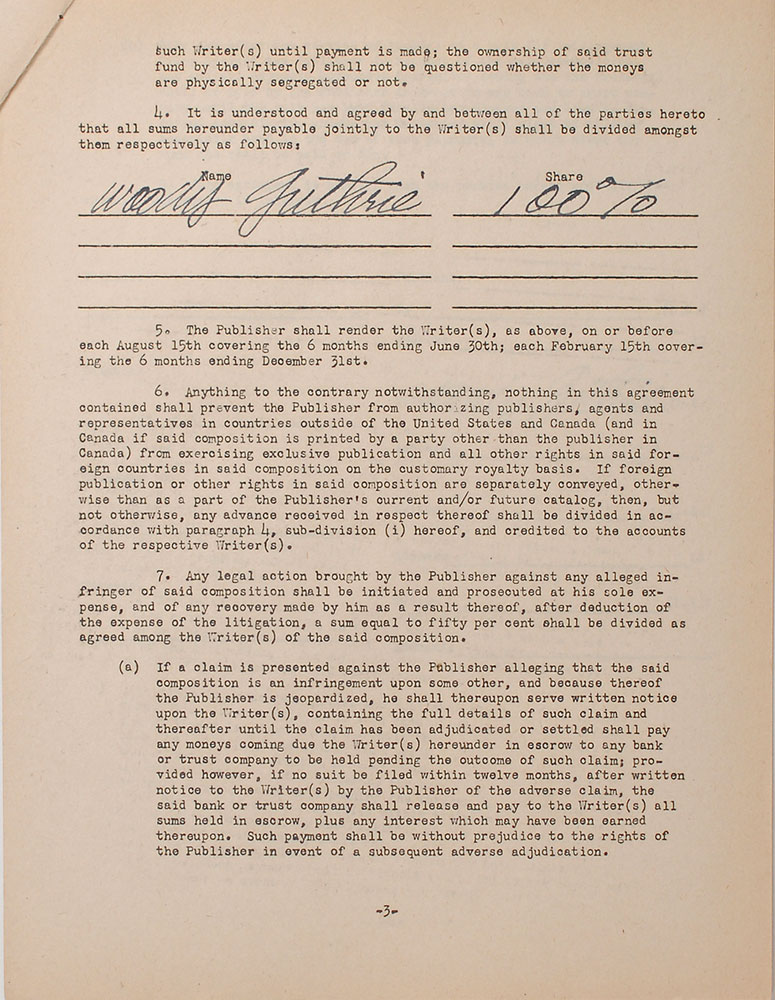 such Writer(s) until payment is made; the ownership of said trust
fund by the Writer(s) shall not be questioned whether the moneys
are physically segregated or not.
4. It is understood and agreed by and between all of the parties hereto
that all sums hereunder payable jointly to the Writer(s) shall be divided amongst
them respectively as follows:
Name Share
Woody Guthrie 100%
5. The Publisher shall render the Writer(s), as above, on or before
each August 15th covering the 6 months ending June 30th; each February 15th cover-
ing the 6 months ending December 31st.
6. Anything to the contrary notwithstanding, nothing in this agreement
contained shall prevent the Publisher from authorizing publishers, agents and
representatives in countries outside of the United States and Canada (and in
Canada if said composition is printed by a party other than the publisher in
Canada) from exercising exclusive publication and all other rights in said for-
eign countries in said composition on the customary royalty basis. If foreign
publication or other rights in said composition are separately conveyed, other-
wise than as a part of the Publisher's current and/or future catalog, then, but
not otherwise, any advance received in respect thereof shall be divided in ac-
cordance with paragraph 4, sub-division (i) hereof, and credited to the accounts
of the respective Writer(s).
7. Any legal action brought by the Publisher against any alleged in-
fringer of said composition shall be initiated and prosecuted at his sole ex-
pense, and of any recovery made by him as a result thereof, after deduction of
the expense of the litigation, a sum equal to fifty per cent shall be divided as
agreed among the Writer(s) of the said composition.
(a) If a claim is presented against the Publisher alleging that the said
composition is an infringement upon some other, and because thereof
the Publisher is jeopardized, he shall thereupon serve written notice
upon the Writer(s), containing the full details of such claim and
thereafter until the claim has been adjudicated or settled shall pay
any moneys coming due the Writer(s) hereunder in escrow to any bank
or trust company to be held pending the outcome of such claim; pro-
vided however, if no suit be filed within twelve months, after written
notice to the Writer(s) by the Publisher of the adverse claim, the
said bank or trust company shall release and pay to the Writer(s) all
sums held in escrow, plus any interest which may have been earned
thereupon. Such payment shall be without prejudice to the rights of
the Publisher in event of a subsequent adverse adjudication.
-3-